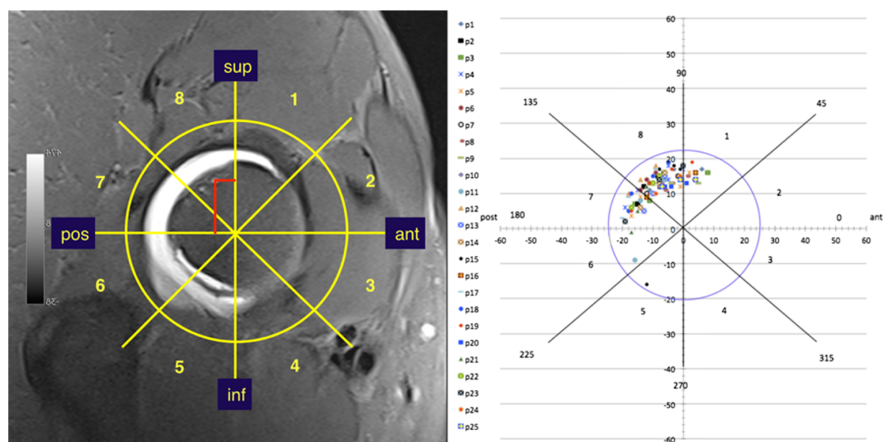 sup
8 1
7 2
pos ant
6 3
5 4
inf
p1
p2
p3
p4
p5
p6
p7
p8
p9
p10
p11
p12
p13
p14
p15
p16
p17
p18
p19
p20
p21
p22
p23
p24
p25
60
50
40
30
20
10
0
-10
-20
-30
-40
-50
-60
-60 -50 -40 -30 -20 -10 0 10 20 30 40 50 60
90
135 45
8 1
7 2
post 180 0 ant
6 3
5 4
225 315
270